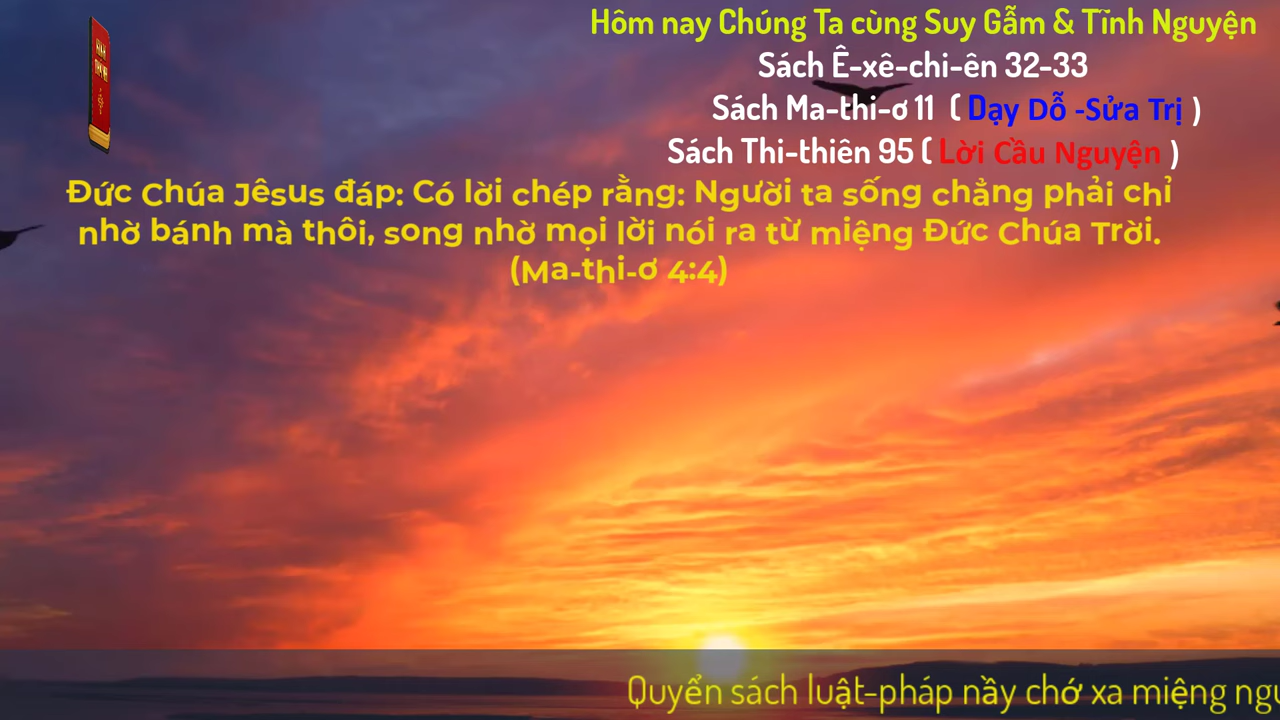 Hôm nay Chúng Ta cùng Suy Gẫm & Tĩnh Nguyện
Sách Ê-xê-chi-ên 32-33
Sách Ma-thi-ơ 11 ( Dạy Dỗ -Sửa Trị )
Sách Thi-thiên 95 ( Lời Cầu Nguyện )
Đức Chúa Jêsus đáp: Có lời chép rằng: Người ta sống chẳng phải chỉ
nhờ bánh mà thôi, song nhờ mọi lời nói ra từ miệng Đức Chúa Trời.
(Ma-thi-ơ 4:4)
Quyển sách luật-pháp nầy chớ xa miệng